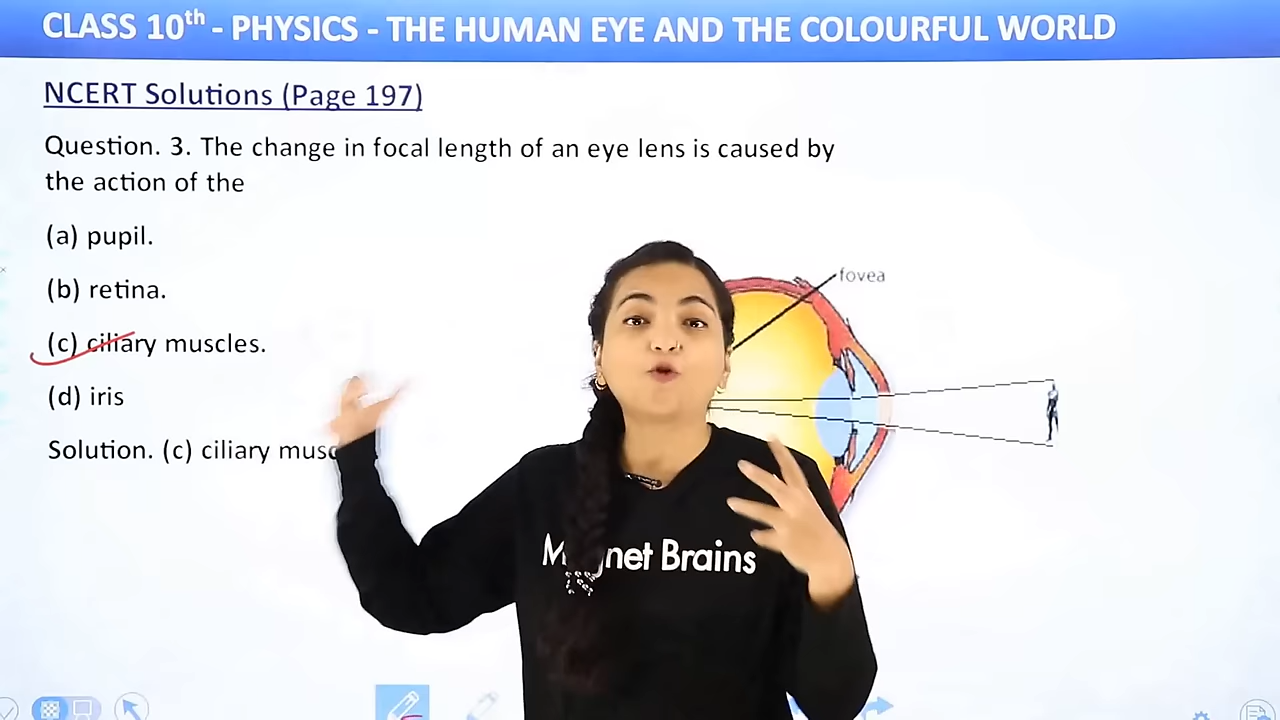 CLASS 10th - PHYSICS - THE HUMAN EYE AND THE COLOURFUL WORLD
NCERT Solutions (Page 197)
Question. 3. The change in focal length of an eye lens is caused by
the action of the
(a) pupil.
(b) retina.
fovea
(c) ciliary muscles.
(d) iris
Solution. (c) ciliary
Brains